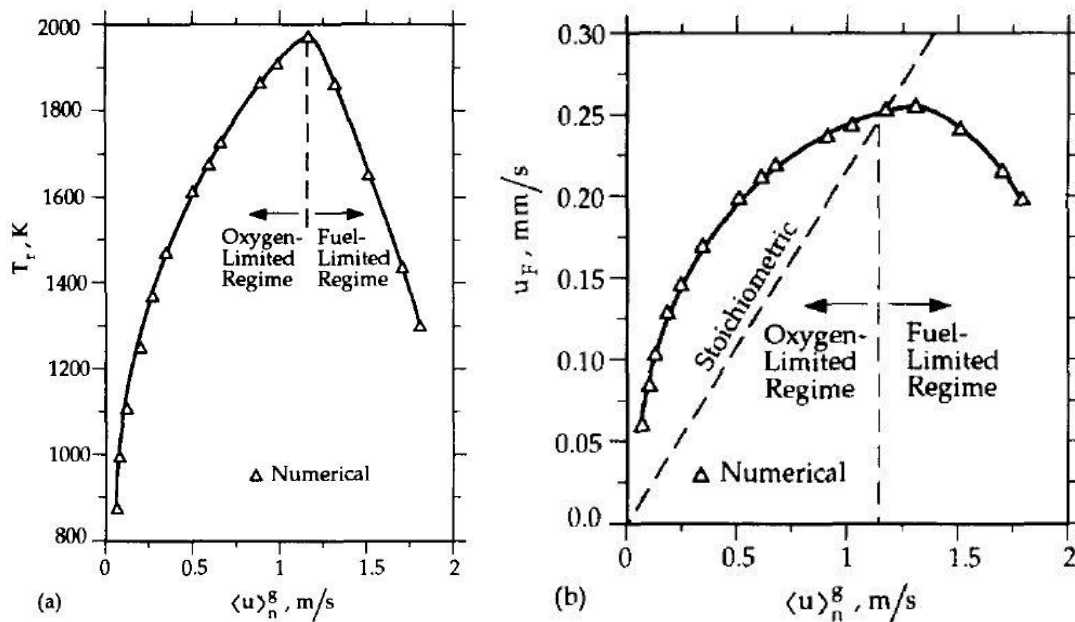 2000
1800
1600
1400
1200
1000
800
T_r, K
Oxygen-
Limited
Regime
Fuel-
Limited
Regime
△ Numerical
0
0.5
1
1.5
2
(a)
⟨u⟩_n^g, m/s
0.30
0.25
0.20
0.15
0.10
0.05
0.0
u_F, mm/s
Stoichiometric
Oxygen-
Limited
Regime
Fuel-
Limited
Regime
△ Numerical
0
0.5
1
1.5
2
(b)
⟨u⟩_n^g, m/s